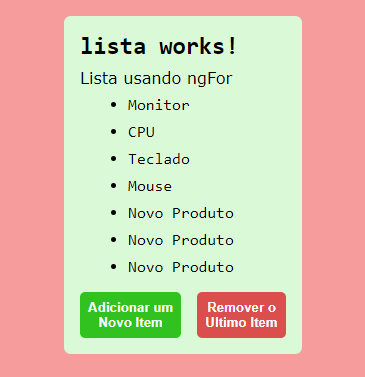 lista works!
Lista usando ngFor
Monitor
CPU
Teclado
Mouse
Novo Produto
Novo Produto
Novo Produto
Adicionar um
Novo Item
Remover o
Ultimo Item